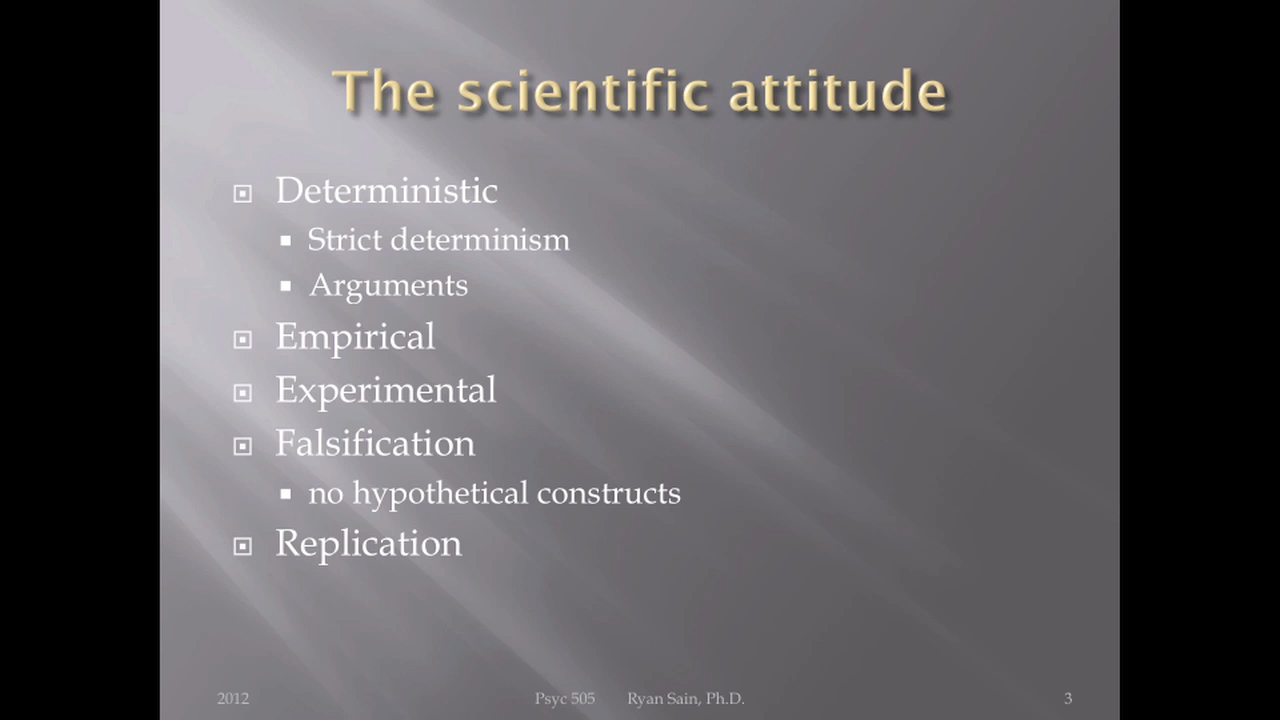 The scientific attitude
Deterministic
Strict determinism
Arguments
Empirical
Experimental
Falsification
no hypothetical constructs
Replication
2012 Psyc 505 Ryan Sain, Ph.D. 3